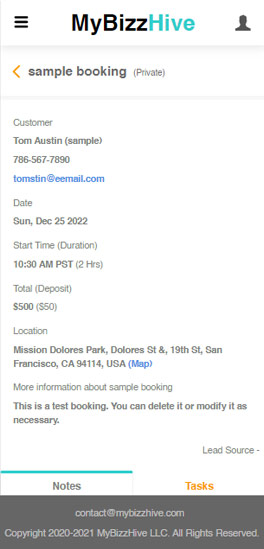 MyBizzHive
sample booking (Private)
Customer
Tom Austin (sample)
786-567-7890
tomstin@eemail.com
Date
Sun, Dec 25 2022
Start Time (Duration)
10:30 AM PST (2 Hrs)
Total (Deposit)
$500 ($50)
Location
Mission Dolores Park, Dolores St &, 19th St, San
Francisco, CA 94114, USA (Map)
More information about sample booking
This is a test booking. You can delete it or modify it as
necessary.
Lead Source -
Notes Tasks
contact@mybizzhive.com
Copyright 2020-2021 MyBizzHive LLC. All Rights Reserved.